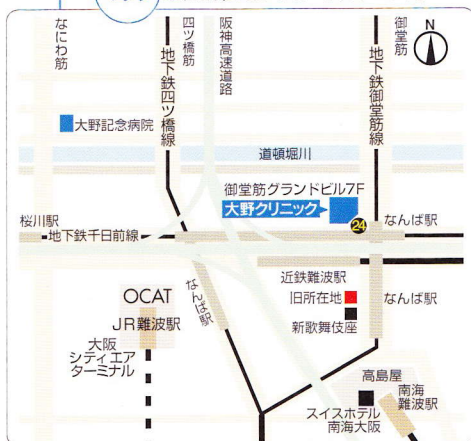 なにわ筋
四ツ橋筋
阪神高速道路
御堂筋
N
地下鉄四ツ橋線
地下鉄御堂筋線
大野記念病院
道頓堀川
御堂筋グランドビル7F
大野クリニック
24
なんば駅
桜川駅
地下鉄千日前線
近鉄難波駅
旧所在地
なんば駅
新歌舞伎座
なんば駅
OCAT
JR難波駅
大阪
シティエア
ターミナル
高島屋
南海
難波駅
スイスホテル
南海大阪